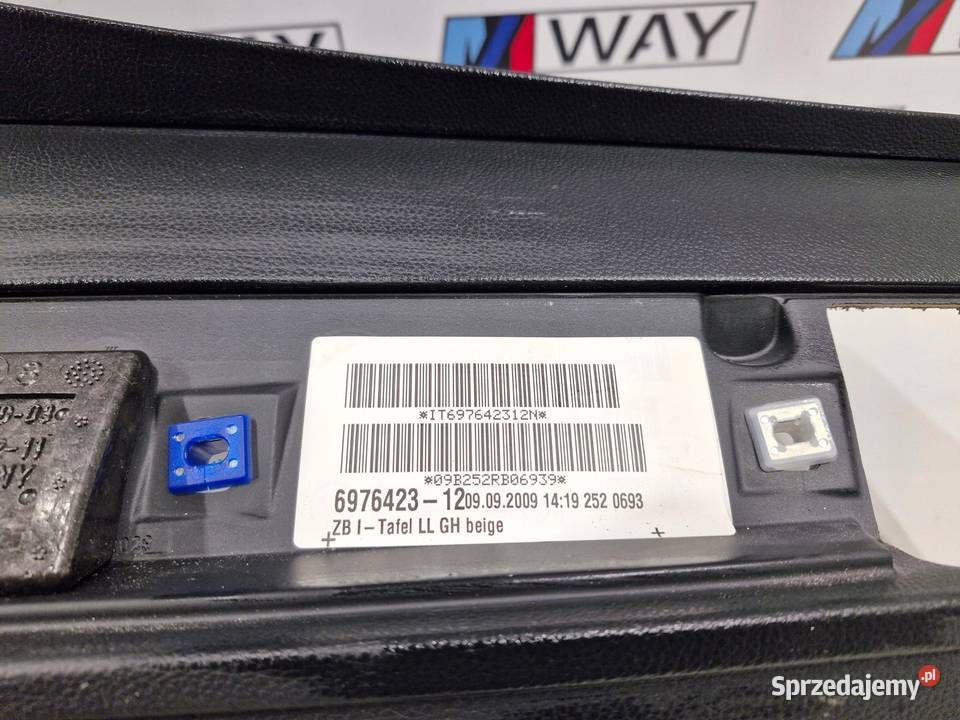 WAY
8
*IT697642312N*
*09B252RB06939*
6976423-12 09.09.2009 14:19 252 0693
ZB I-Tafel LL GH beige
Sprzedajemy.pl